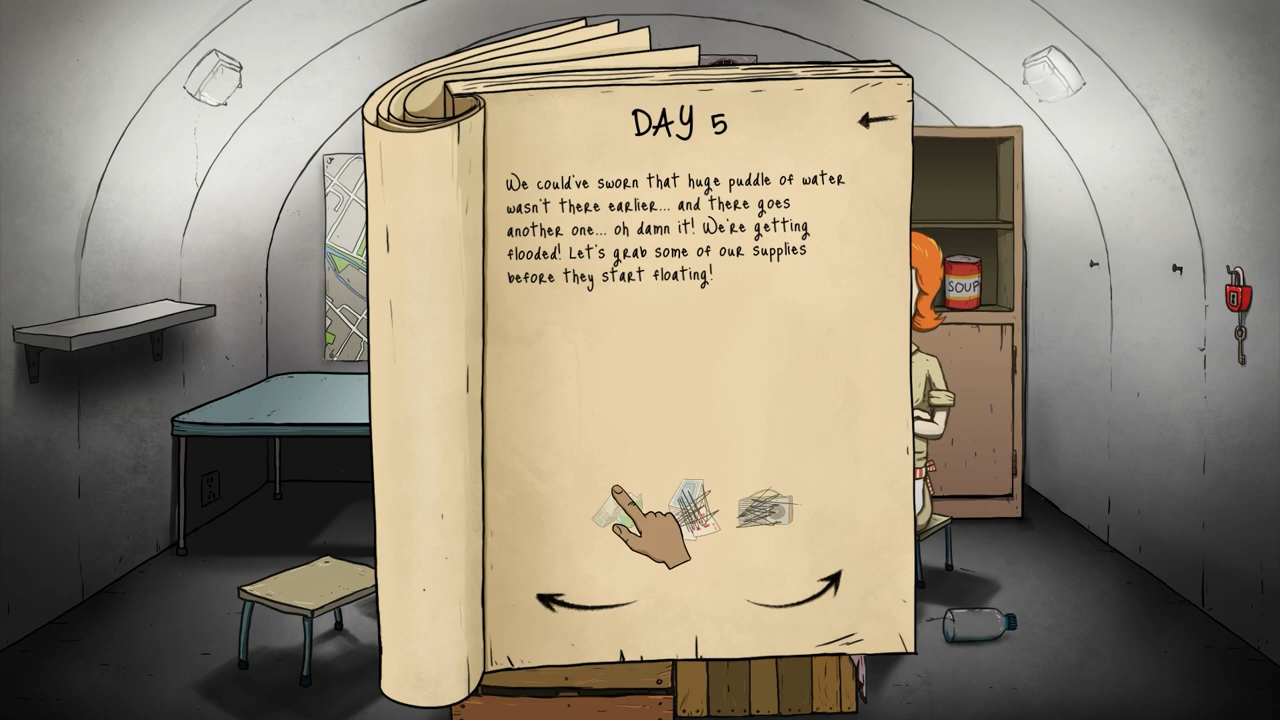 DAY 5
We could've sworn that huge puddle of water
wasn't there earlier... and there goes
another one... oh damn it! We're getting
flooded! Let's grab some of our supplies
before they start floating!
SOUP